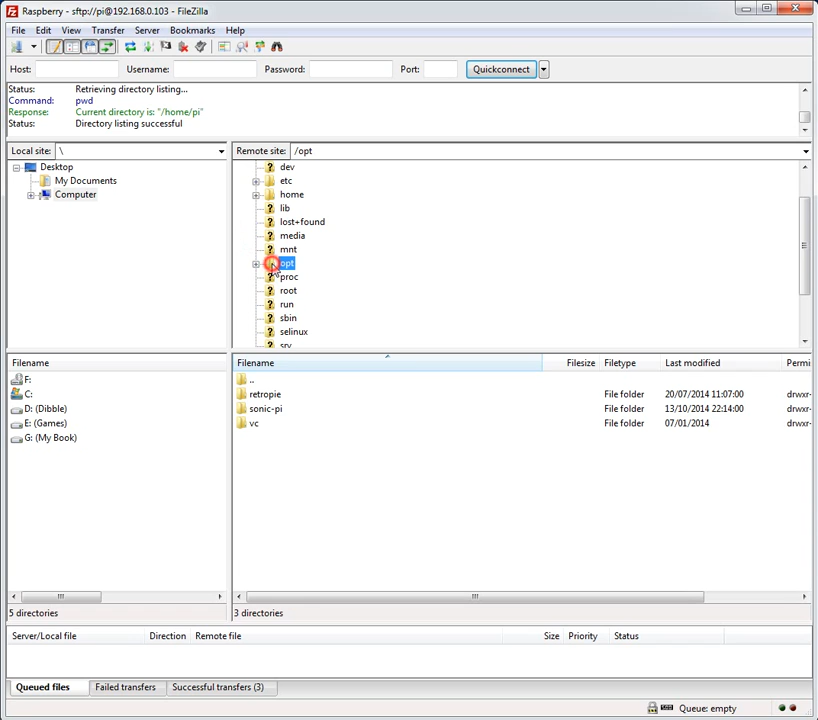 Raspberry - sftp://pi@192.168.0.103 - FileZilla
File Edit View Transfer Server Bookmarks Help
Host: Username: Password: Port: Quickconnect
Status: Retrieving directory listing...
Command: pwd
Response: Current directory is: "/home/pi"
Status: Directory listing successful
Local site: \
Desktop
My Documents
Computer
Remote site: /opt
dev
etc
home
lib
lost+found
media
mnt
opt
proc
root
run
sbin
selinux
srv
Filename
F:
C:
D: (Dibble)
E: (Games)
G: (My Book)
5 directories
Filename Filesize Filetype Last modified Permi
..
retropie File folder 20/07/2014 11:07:00 drwxr-
sonic-pi File folder 13/10/2014 22:14:00 drwxr-
vc File folder 07/01/2014 drwxr-
3 directories
Server/Local file Direction Remote file Size Priority Status
Queued files Failed transfers Successful transfers (3)
Queue: empty